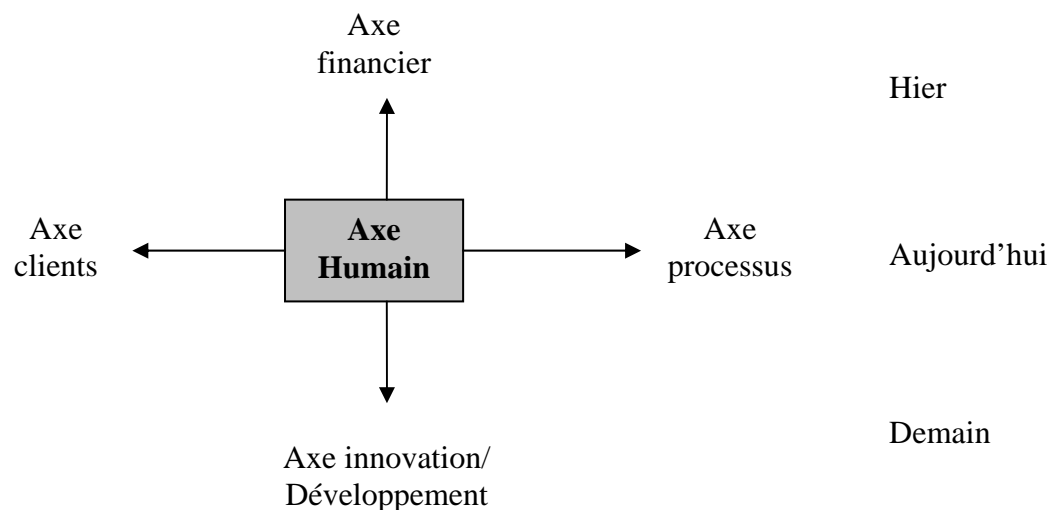 Axe
financier
Hier
Axe
clients
Axe
Humain
Axe
processus
Aujourd’hui
Demain
Axe innovation/
Développement